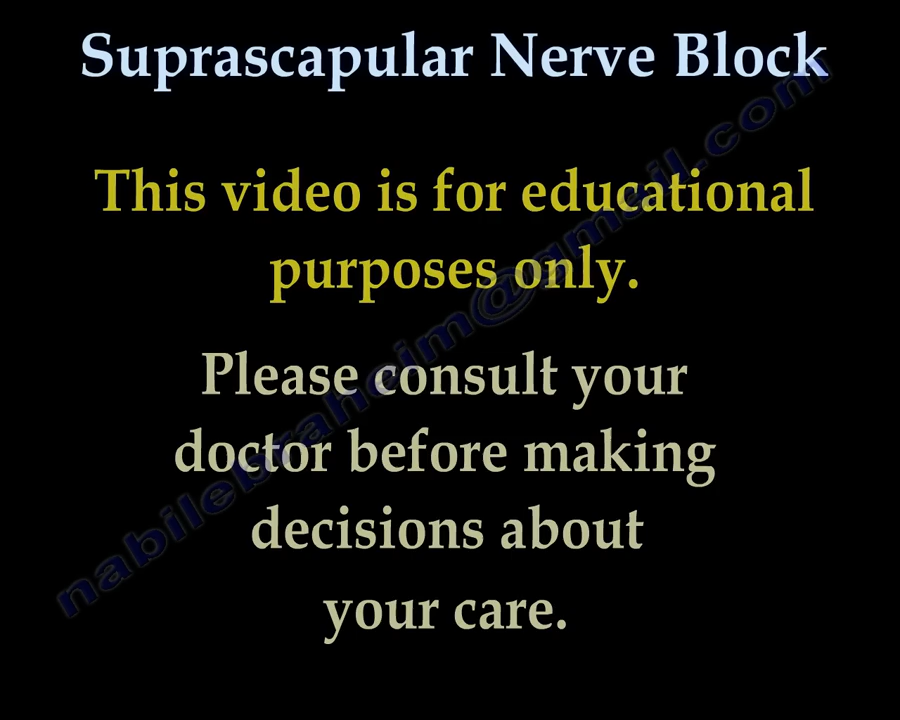 Suprascapular Nerve Block
This video is for educational
purposes only.
Please consult your
doctor before making
decisions about
your care.
nabilebraheim@gmail.com